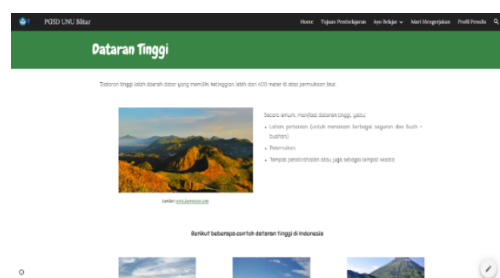 PGSD UNU Blitar
Home Tujuan Pembelajaran Ayo Belajar Mari Mengerjakan Profil Penulis
Dataran Tinggi
Dataran tinggi ialah daerah datar yang memiliki ketinggian lebih dari 400 meter di atas permukaan laut.
Secara umum, manfaat dataran tinggi, yaitu:
Lahan pertanian (untuk menanam berbagai sayuran dan buah -
buahan)
Peternakan
Tempat peristirahatan atau juga sebagai tempat wisata
Sumber:
Berikut beberapa contoh dataran tinggi di Indonesia